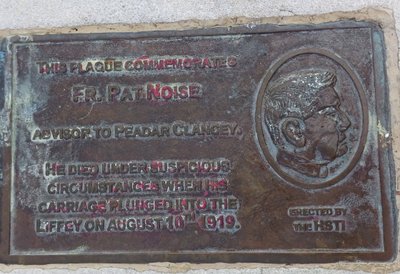 THIS PLAQUE COMMEMORATES
FR. PAT NOISE
ADVISOR TO PEADAR CLANCEY.
HE DIED UNDER SUSPICIOUS
CIRCUMSTANCES WHEN HIS
CARRIAGE PLUNGED INTO THE
LIFFEY ON AUGUST 10TH 1919.
ERECTED BY
THE HSTI